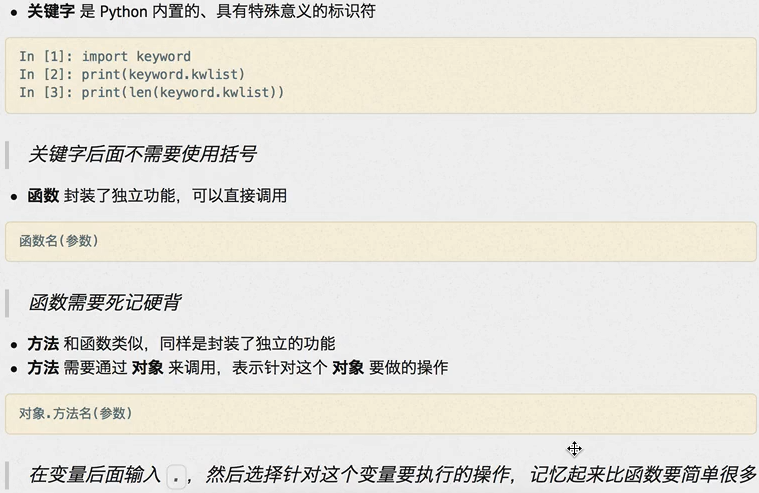 • 关键字 是 Python 内置的、具有特殊意义的标识符
In [1]: import keyword
In [2]: print(keyword.kwlist)
In [3]: print(len(keyword.kwlist))
关键字后面不需要使用括号
• 函数 封装了独立功能，可以直接调用
函数名(参数)
函数需要死记硬背
• 方法 和函数类似，同样是封装了独立的功能
• 方法 需要通过 对象 来调用，表示针对这个 对象 要做的操作
对象.方法名(参数)
在变量后面输入 . ，然后选择针对这个变量要执行的操作，记忆起来比函数要简单很多